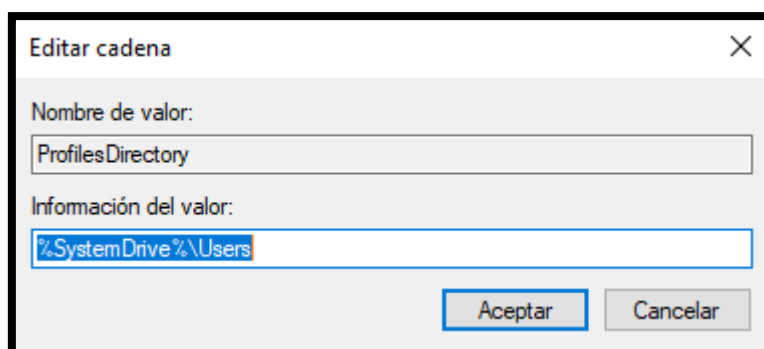 Editar cadena
Nombre de valor:
ProfilesDirectory
Información del valor:
%SystemDrive%\Users
Aceptar
Cancelar